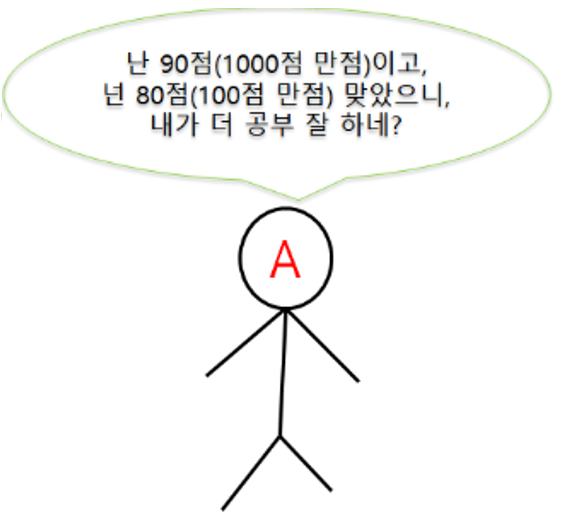 난 90점(1000점 만점)이고,
넌 80점(100점 만점) 맞았으니,
내가 더 공부 잘 하네?
A